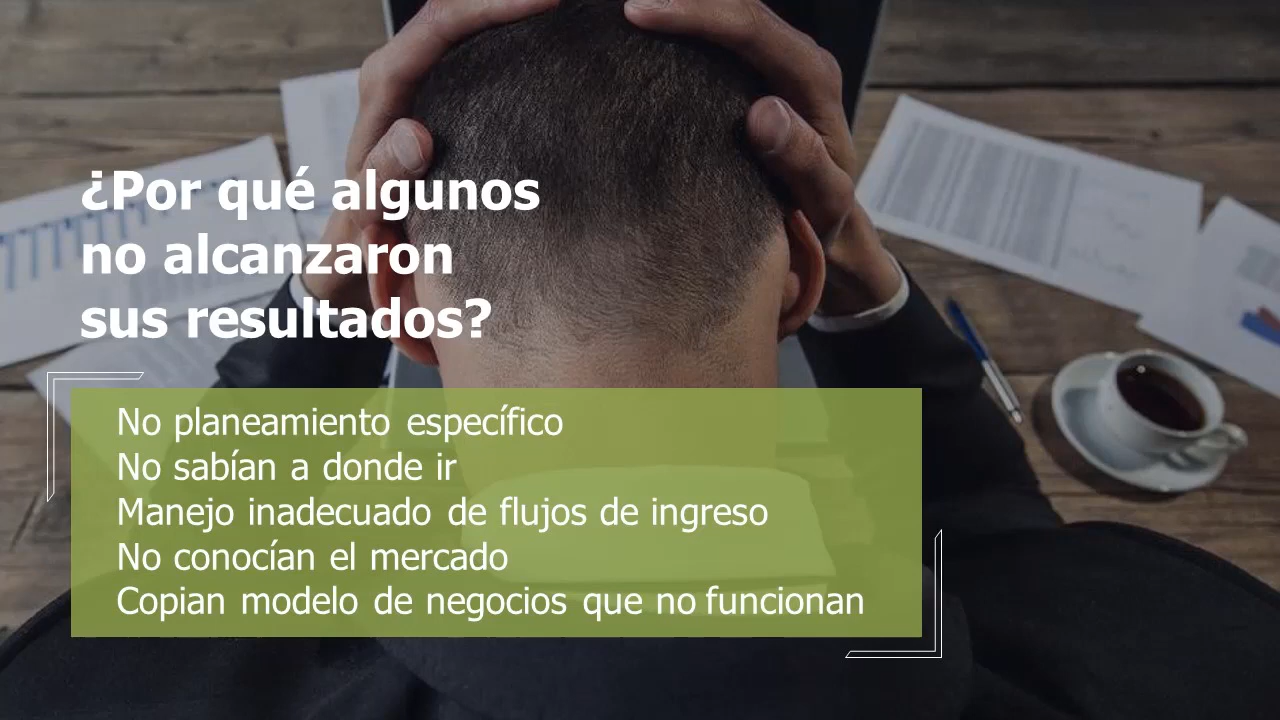 ¿Por qué algunos
no alcanzaron
sus resultados?
No planeamiento específico
No sabían a donde ir
Manejo inadecuado de flujos de ingreso
No conocían el mercado
Copian modelo de negocios que no funcionan